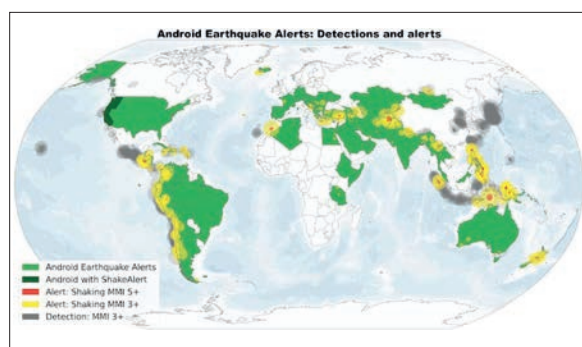 Android Earthquake Alerts: Detections and alerts
Android Earthquake Alerts
Android with ShakeAlert
Alert: Shaking MMI 5+
Alert: Shaking MMI 3+
Detection: MMI 3+